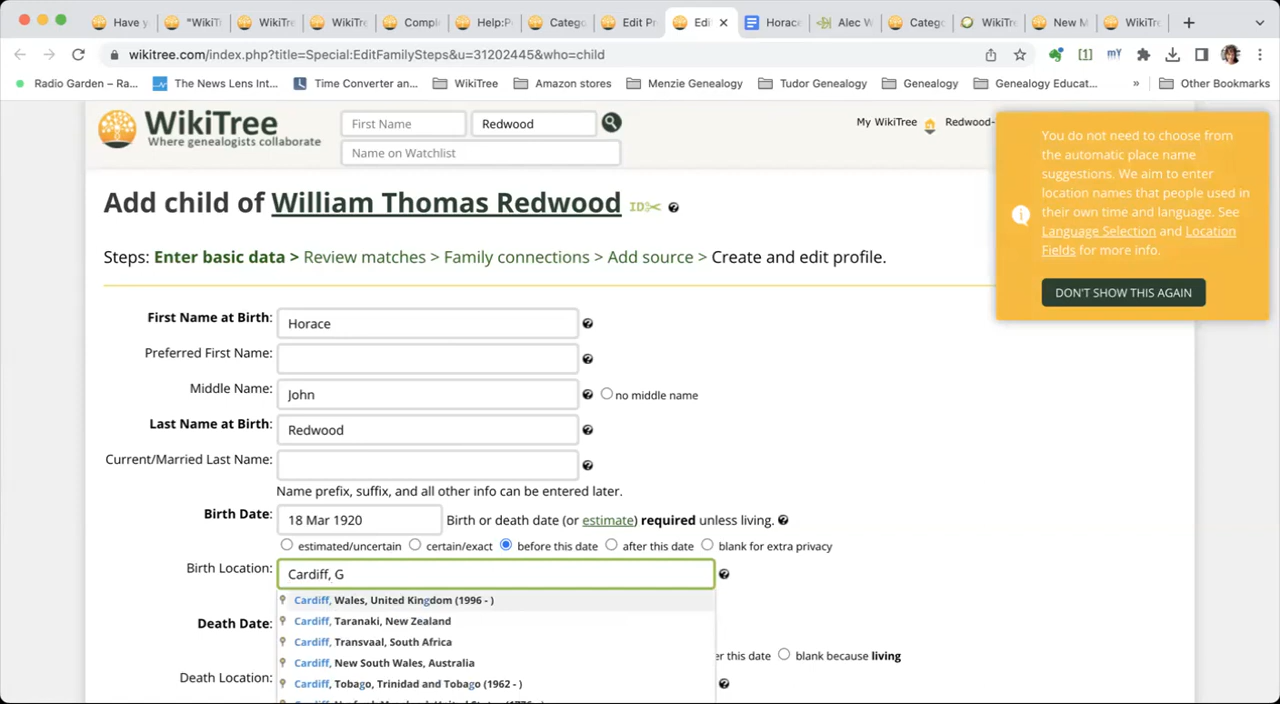 Have y
"WikiT
WikiTre
WikiTre
Compl
Help:Pe
Catego
Edit Pr
Edi
Horace
Alec W
Catego
WikiTre
New M
WikiTre
wikitree.com/index.php?title=Special:EditFamilySteps&u=31202445&who=child
[1]
mY
Radio Garden – Ra...
The News Lens Int...
Time Converter an...
WikiTree
Amazon stores
Menzie Genealogy
Tudor Genealogy
Genealogy
Genealogy Educat...
»
Other Bookmarks
WikiTree
Where genealogists collaborate
First Name
Redwood
Name on Watchlist
My WikiTree
Redwood-
You do not need to choose from
the automatic place name
suggestions. We aim to enter
location names that people used in
their own time and language. See
Language Selection and Location
Fields for more info.
DON'T SHOW THIS AGAIN
Add child of William Thomas Redwood ID
Steps: Enter basic data > Review matches > Family connections > Add source > Create and edit profile.
First Name at Birth: Horace
Preferred First Name:
Middle Name: John no middle name
Last Name at Birth: Redwood
Current/Married Last Name:
Name prefix, suffix, and all other info can be entered later.
Birth Date: 18 Mar 1920 Birth or death date (or estimate) required unless living.
estimated/uncertain certain/exact before this date after this date blank for extra privacy
Birth Location: Cardiff, G
Cardiff, Wales, United Kingdom (1996 - )
Cardiff, Taranaki, New Zealand
Death Date:
Cardiff, Transvaal, South Africa
er this date blank because living
Cardiff, New South Wales, Australia
Death Location:
Cardiff, Tobago, Trinidad and Tobago (1962 - )